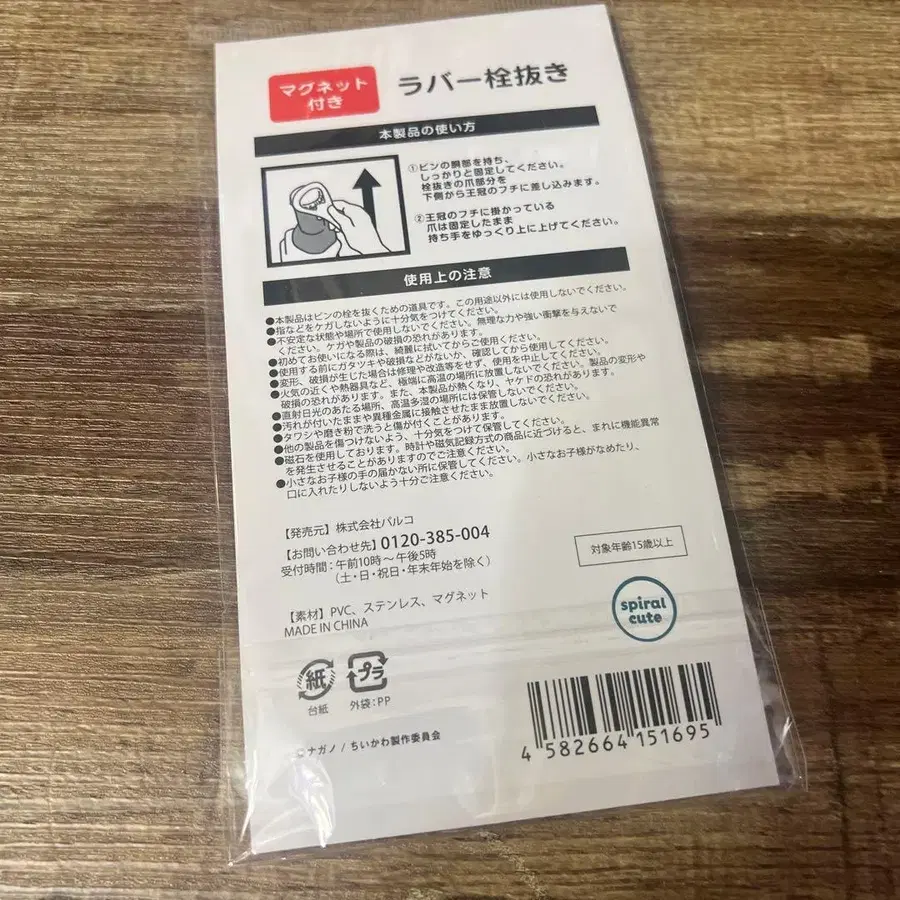 マグネット
付き
ラバー栓抜き
本製品の使い方
①ビンの胴部を持ち、
しっかりと固定してください。
栓抜きの爪部分を
下側から王冠のフチに差し込みます。
②王冠のフチに掛かっている
爪は固定したまま
持ち手をゆっくり上に上げてください。
使用上の注意
●本製品はビンの栓を抜くための道具です。この用途以外には使用しないでください。
●指などをケガしないように十分気をつけてください。
●不安定な状態や場所で使用しないでください。無理な力や強い衝撃を与えないで
ください。ケガや製品の破損の恐れがあります。
●初めてお使いになる際は、綺麗に拭いてからご使用ください。
●使用する前にガタツキや破損などがないか、確認してから使用してください。
●変形、破損が生じた場合は修理や改造等をせず、使用を中止してください。
●火気の近くや熱器具など、極端に高温の場所に放置しないでください。製品の変形や
破損の恐れがあります。また、本製品が熱くなり、ヤケドの恐れがあります。
●直射日光のあたる場所、高温多湿の場所には保管しないでください。
●汚れが付いたままや異種金属に接触させたまま放置しないでください。
●タワシや磨き粉で洗うと傷が付くことがあります。
●他の製品を傷つけないよう、十分気をつけて保管してください。
●磁石を使用しております。時計や磁気記録方式の商品に近づけると、まれに機能異常
を発生させることがありますのでご注意ください。
●小さなお子様の手の届かない所に保管してください。小さなお子様がなめたり、
口に入れたりしないよう十分ご注意ください。
【発売元】株式会社パルコ
【お問い合わせ先】0120-385-004
受付時間：午前10時～午後5時
（土・日・祝日・年末年始を除く）
対象年齢15歳以上
【素材】PVC、ステンレス、マグネット
MADE IN CHINA
spiral
cute
紙
台紙
プラ
外袋：PP
©ナガノ / ちいかわ製作委員会
4 582664 151695